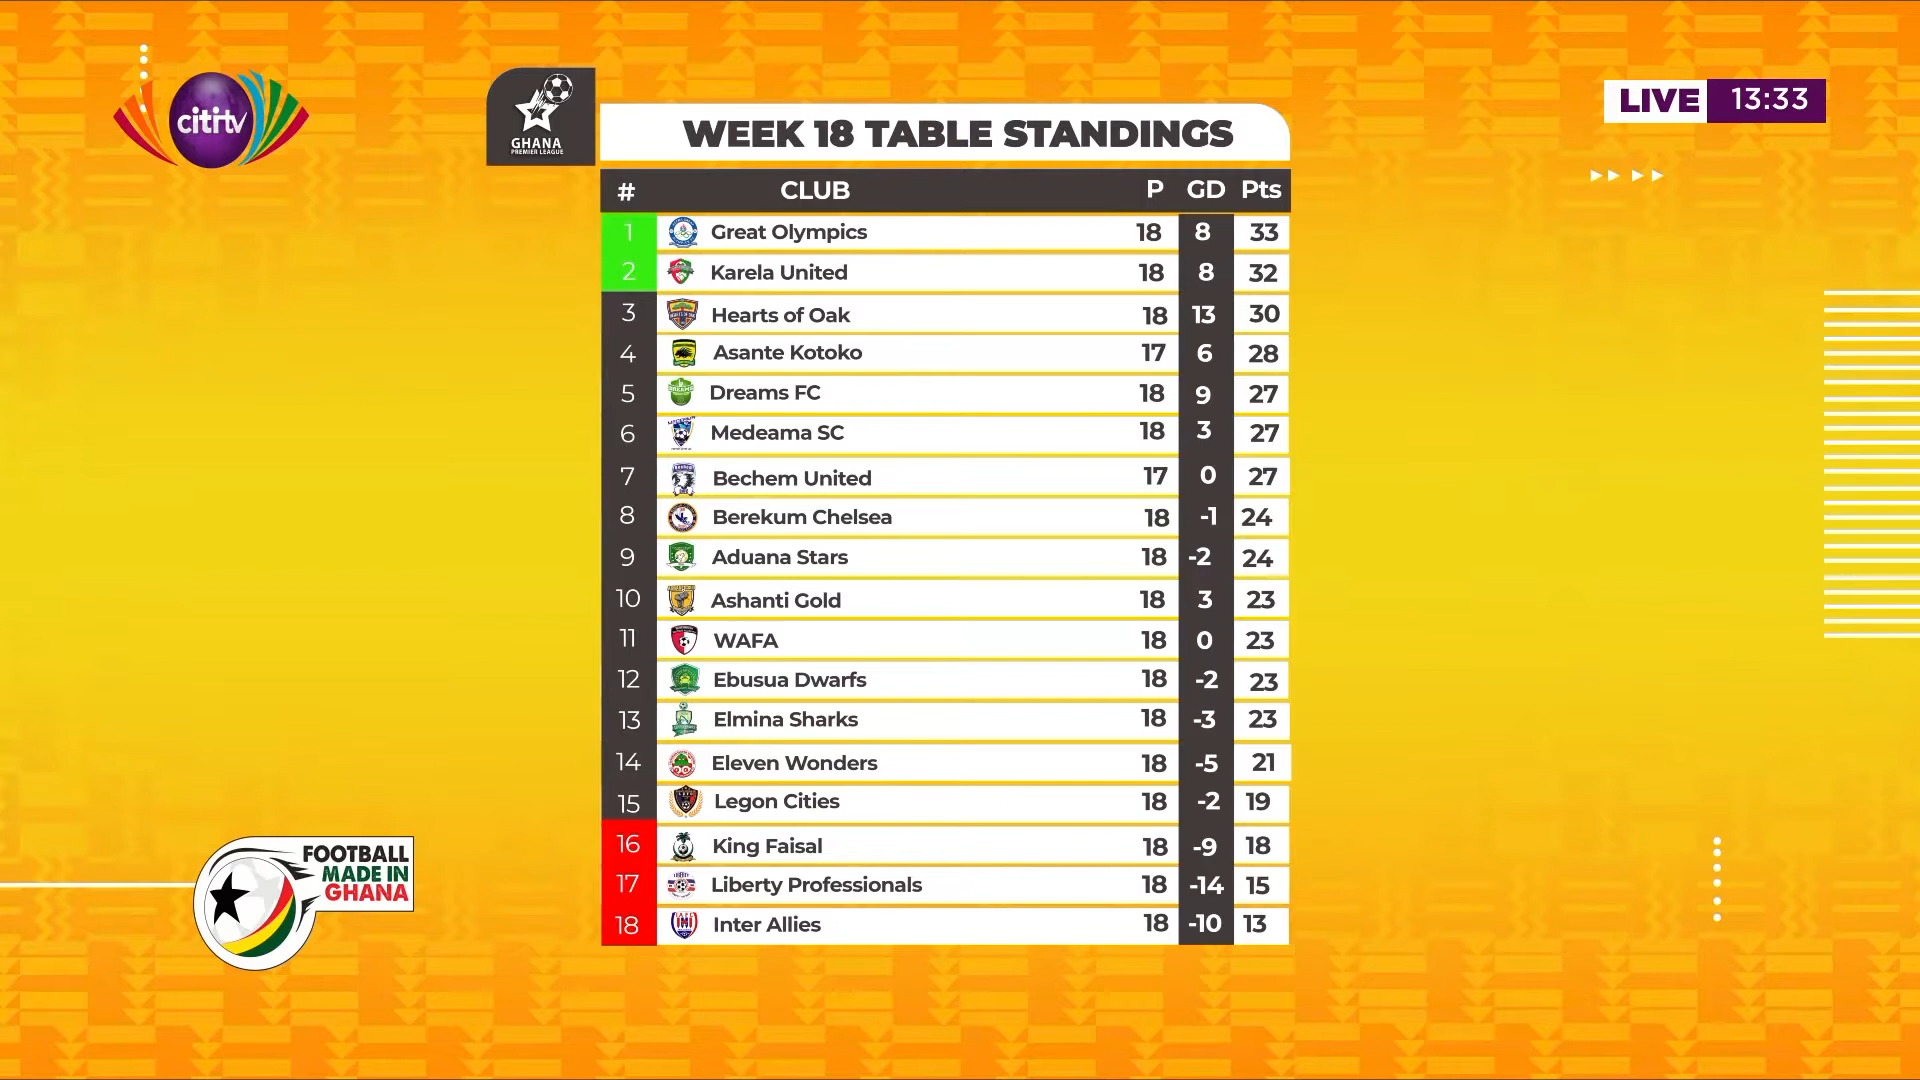 cititv
GHANA
PREMIER LEAGUE
WEEK 18 TABLE STANDINGS
LIVE 13:33
# CLUB P GD Pts
1 Great Olympics 18 8 33
2 Karela United 18 8 32
3 Hearts of Oak 18 13 30
4 Asante Kotoko 17 6 28
5 Dreams FC 18 9 27
6 Medeama SC 18 3 27
7 Bechem United 17 0 27
8 Berekum Chelsea 18 -1 24
9 Aduana Stars 18 -2 24
10 Ashanti Gold 18 3 23
11 WAFA 18 0 23
12 Ebusua Dwarfs 18 -2 23
13 Elmina Sharks 18 -3 23
14 Eleven Wonders 18 -5 21
15 Legon Cities 18 -2 19
16 King Faisal 18 -9 18
17 Liberty Professionals 18 -14 15
18 Inter Allies 18 -10 13
FOOTBALL
MADE IN
GHANA